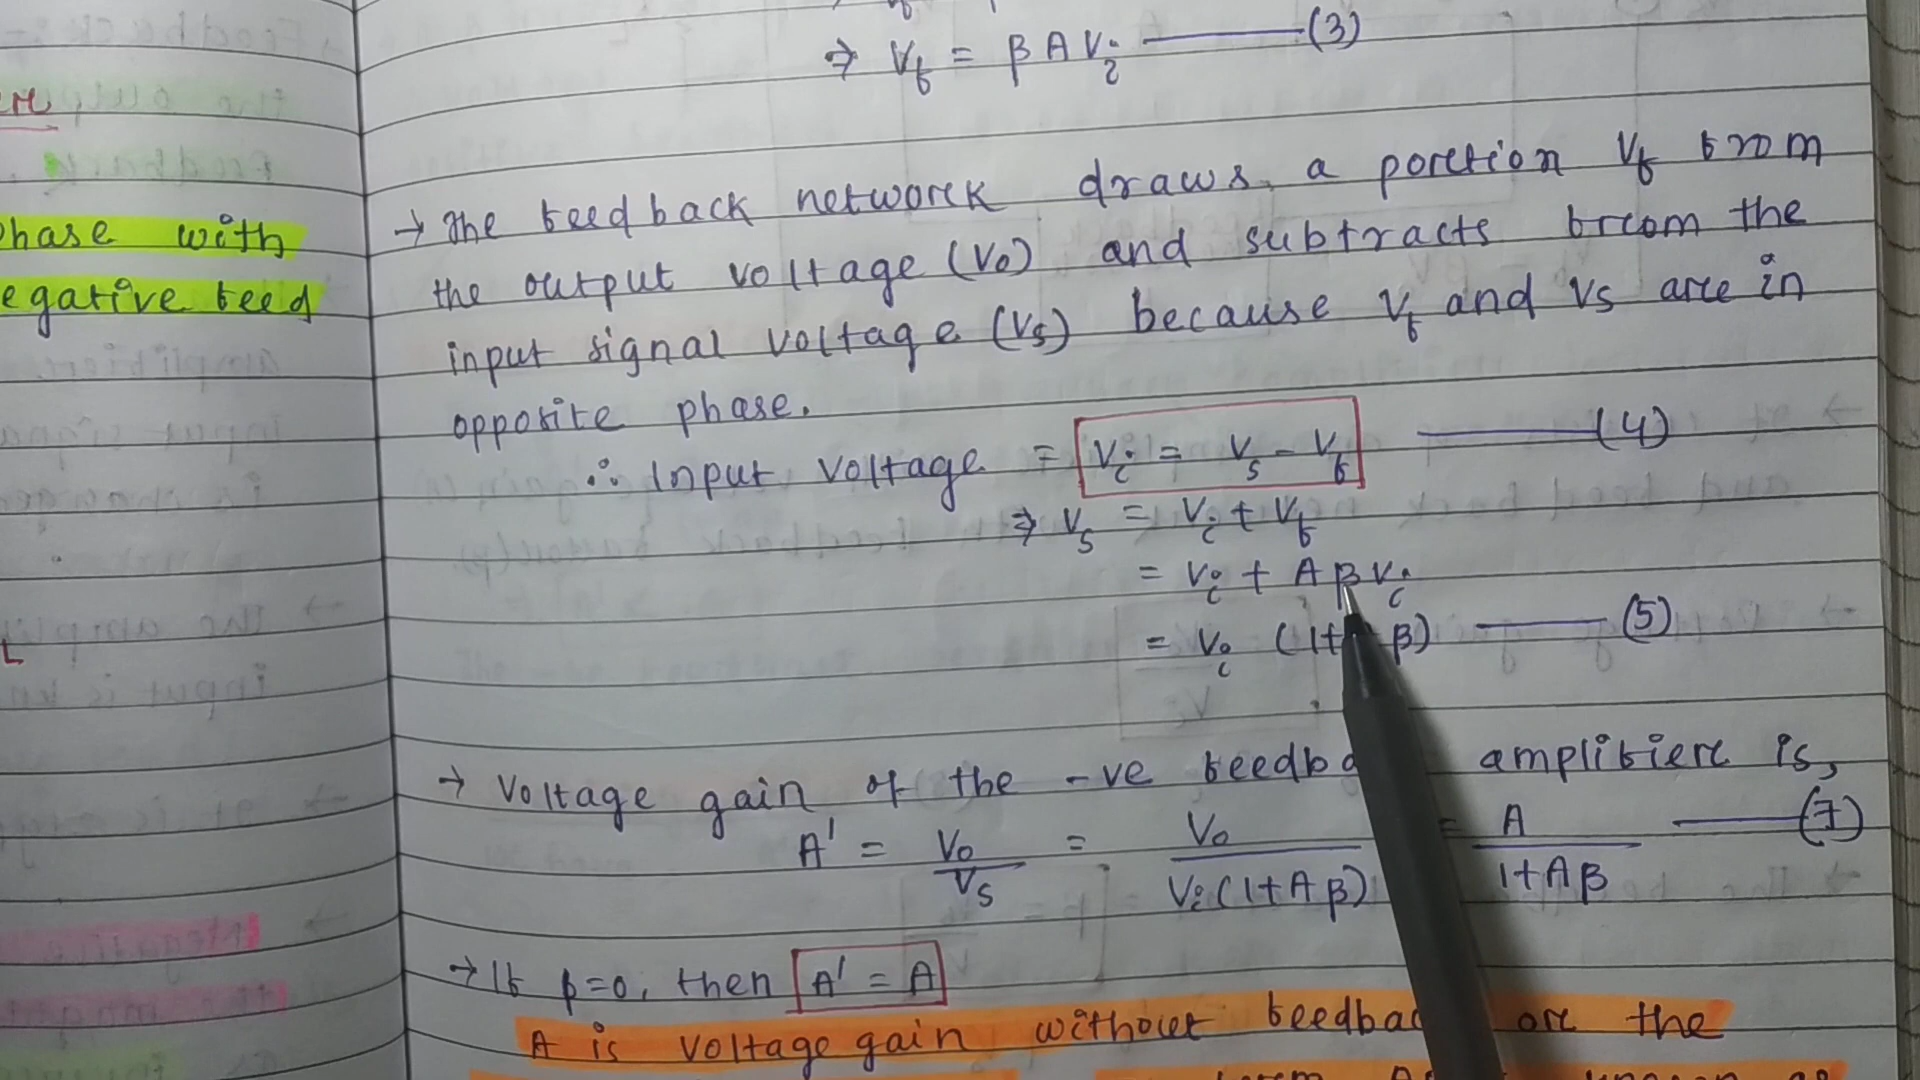 ⇒ Vf = βAVi ———(3)
→ The feedback network draws a portion Vf from
the output voltage (Vo) and subtracts from the
input signal voltage (Vs) because Vf and Vs are in
opposite phase.
∴ Input voltage = Vi = Vs - Vf ———(4)
⇒ Vs = Vi + Vf
= Vi + AβVi
= Vi (1+ β) ———(5)
→ Voltage gain of the -ve feedba amplifier is,
A' = Vo/Vs = Vo/Vi(1+Aβ) = A/1+Aβ ———(7)
→ If β=0, then A' = A
A is voltage gain without feedbac or the
hase with
egative feed